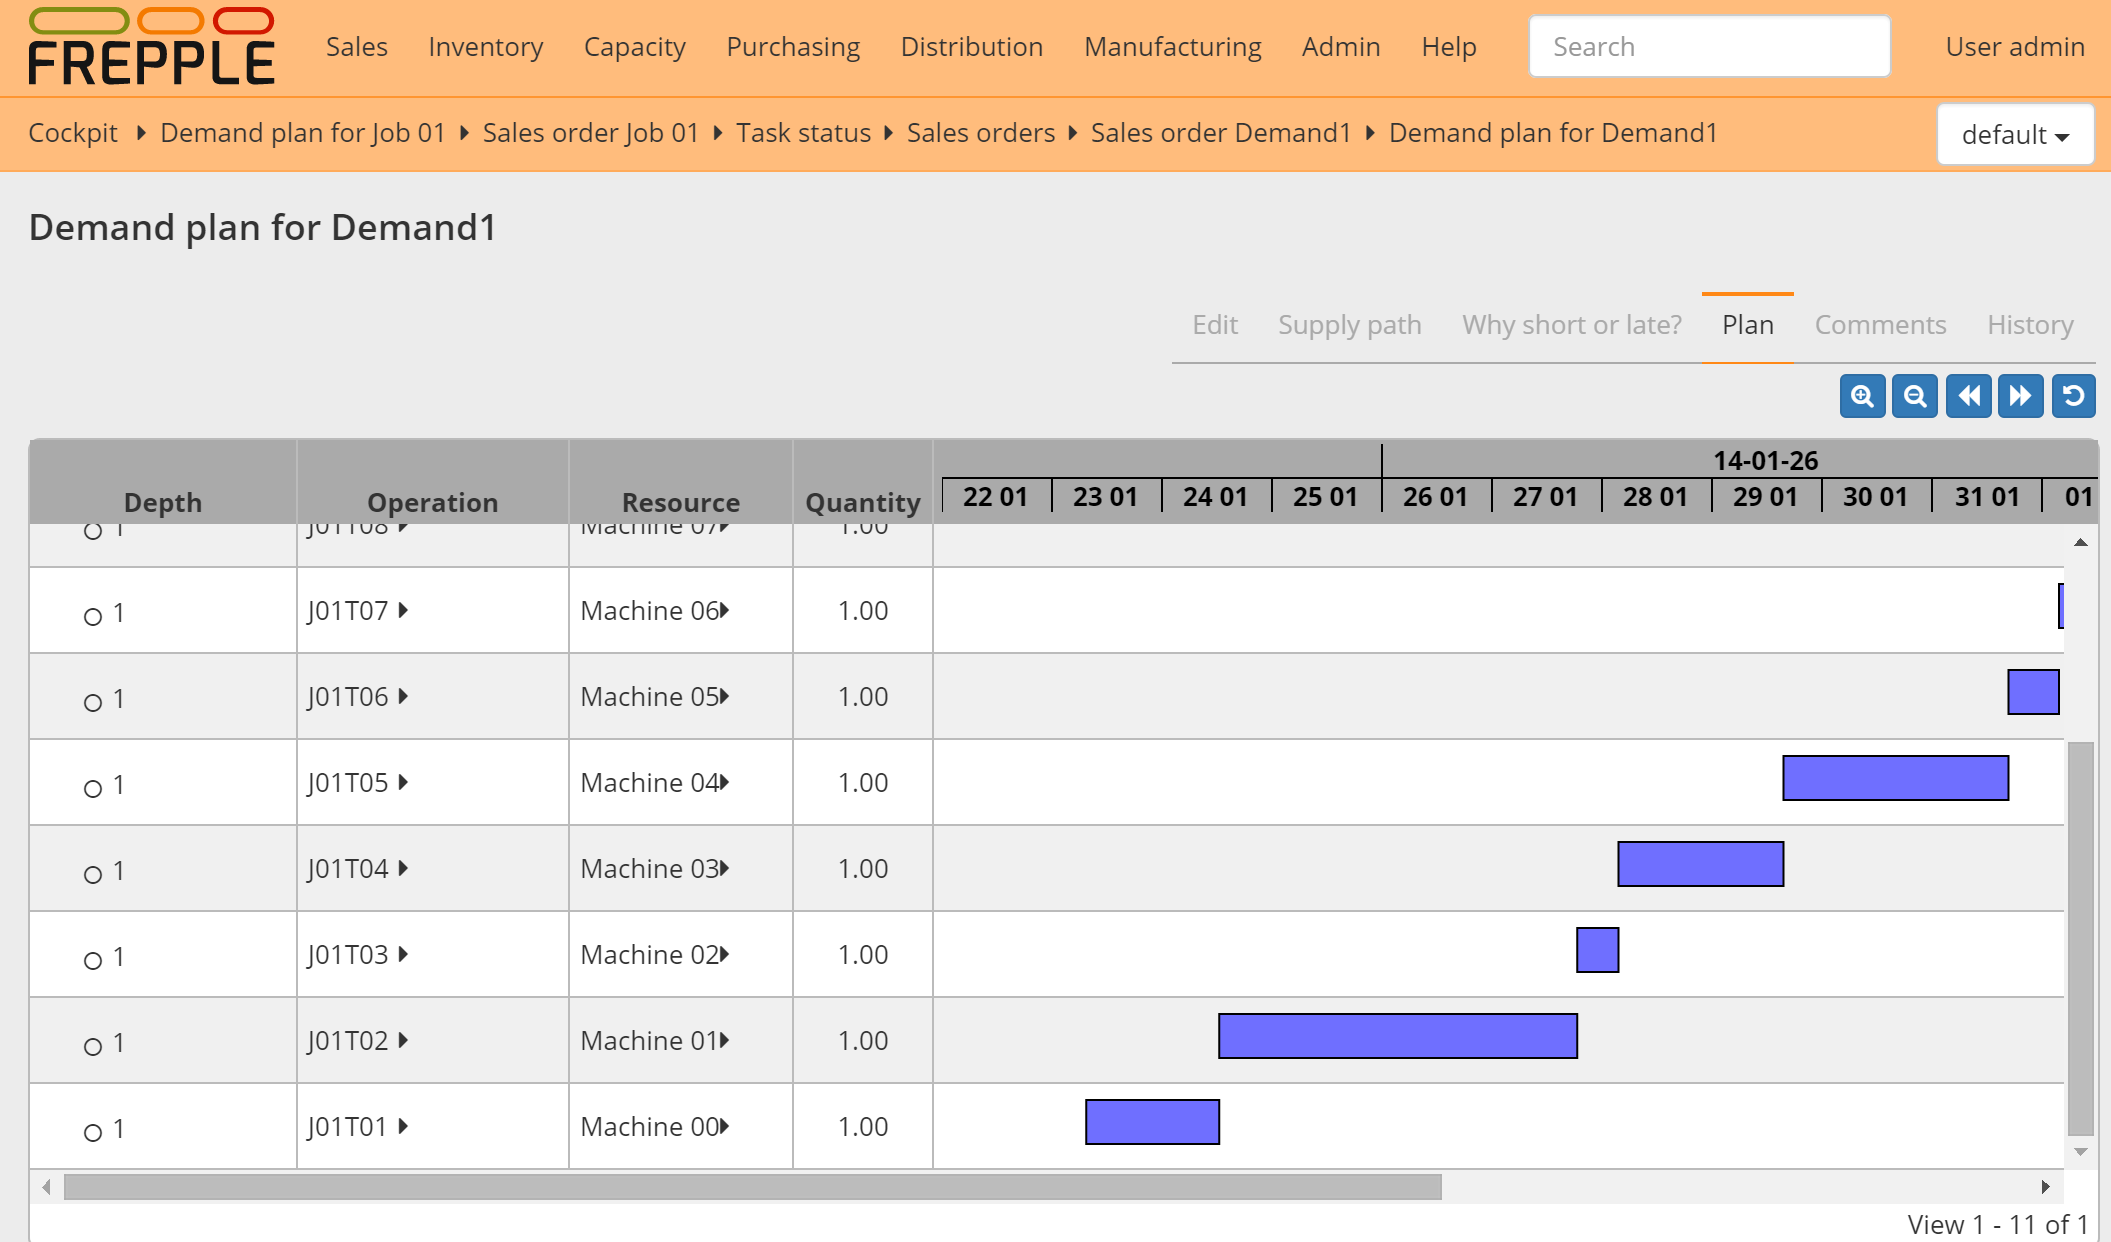 FREPPLE Sales Inventory Capacity Purchasing Distribution Manufacturing Admin Help Search User admin
Cockpit Demand plan for Job 01 Sales order Job 01 Task status Sales orders Sales order Demand1 Demand plan for Demand1 default
Demand plan for Demand1
Edit Supply path Why short or late? Plan Comments History
14-01-26
Depth Operation Resource Quantity 22 01 23 01 24 01 25 01 26 01 27 01 28 01 29 01 30 01 31 01 01
1 J01T08 Machine 07 1.00
1 J01T07 Machine 06 1.00
1 J01T06 Machine 05 1.00
1 J01T05 Machine 04 1.00
1 J01T04 Machine 03 1.00
1 J01T03 Machine 02 1.00
1 J01T02 Machine 01 1.00
1 J01T01 Machine 00 1.00
View 1 - 11 of 1